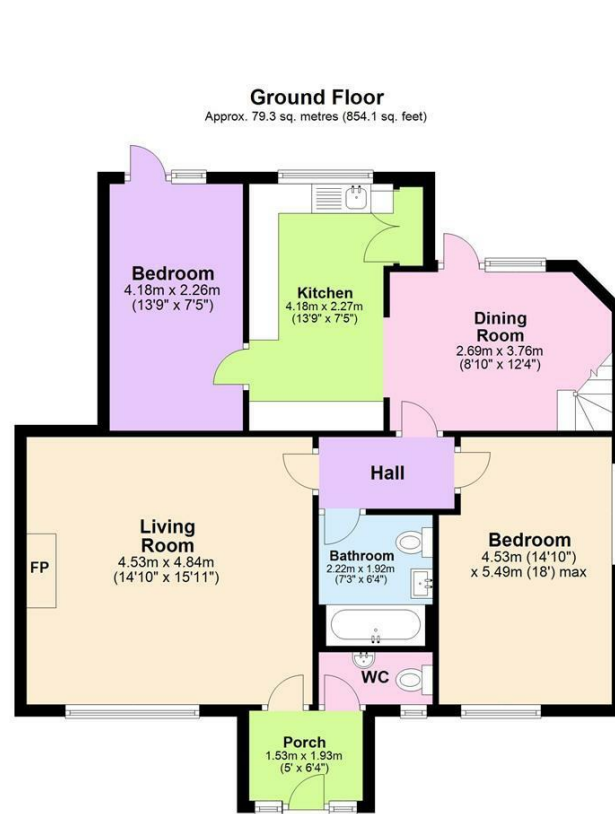 Ground Floor
Approx. 79.3 sq. metres (854.1 sq. feet)
Bedroom
4.18m x 2.26m
(13'9" x 7'5")
Kitchen
4.18m x 2.27m
(13'9" x 7'5")
Dining
Room
2.69m x 3.76m
(8'10" x 12'4")
Hall
Living
Room
4.53m x 4.84m
(14'10" x 15'11")
FP
Bathroom
2.22m x 1.92m
(7'3" x 6'4")
Bedroom
4.53m (14'10")
x 5.49m (18') max
WC
Porch
1.53m x 1.93m
(5' x 6'4")